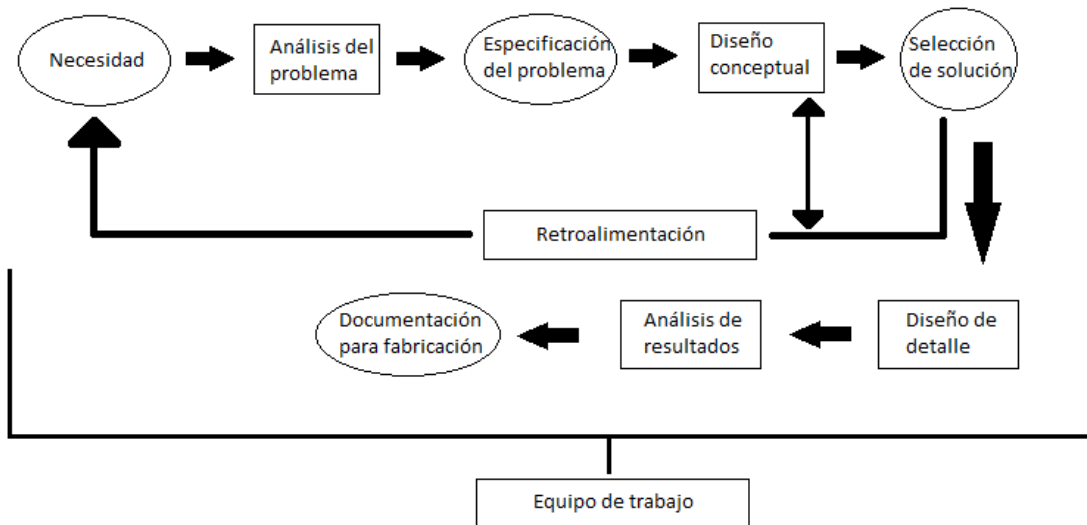 Necesidad
Análisis del
problema
Especificación
del problema
Diseño
conceptual
Selección
de solución
Retroalimentación
Documentación
para fabricación
Análisis de
resultados
Diseño de
detalle
Equipo de trabajo